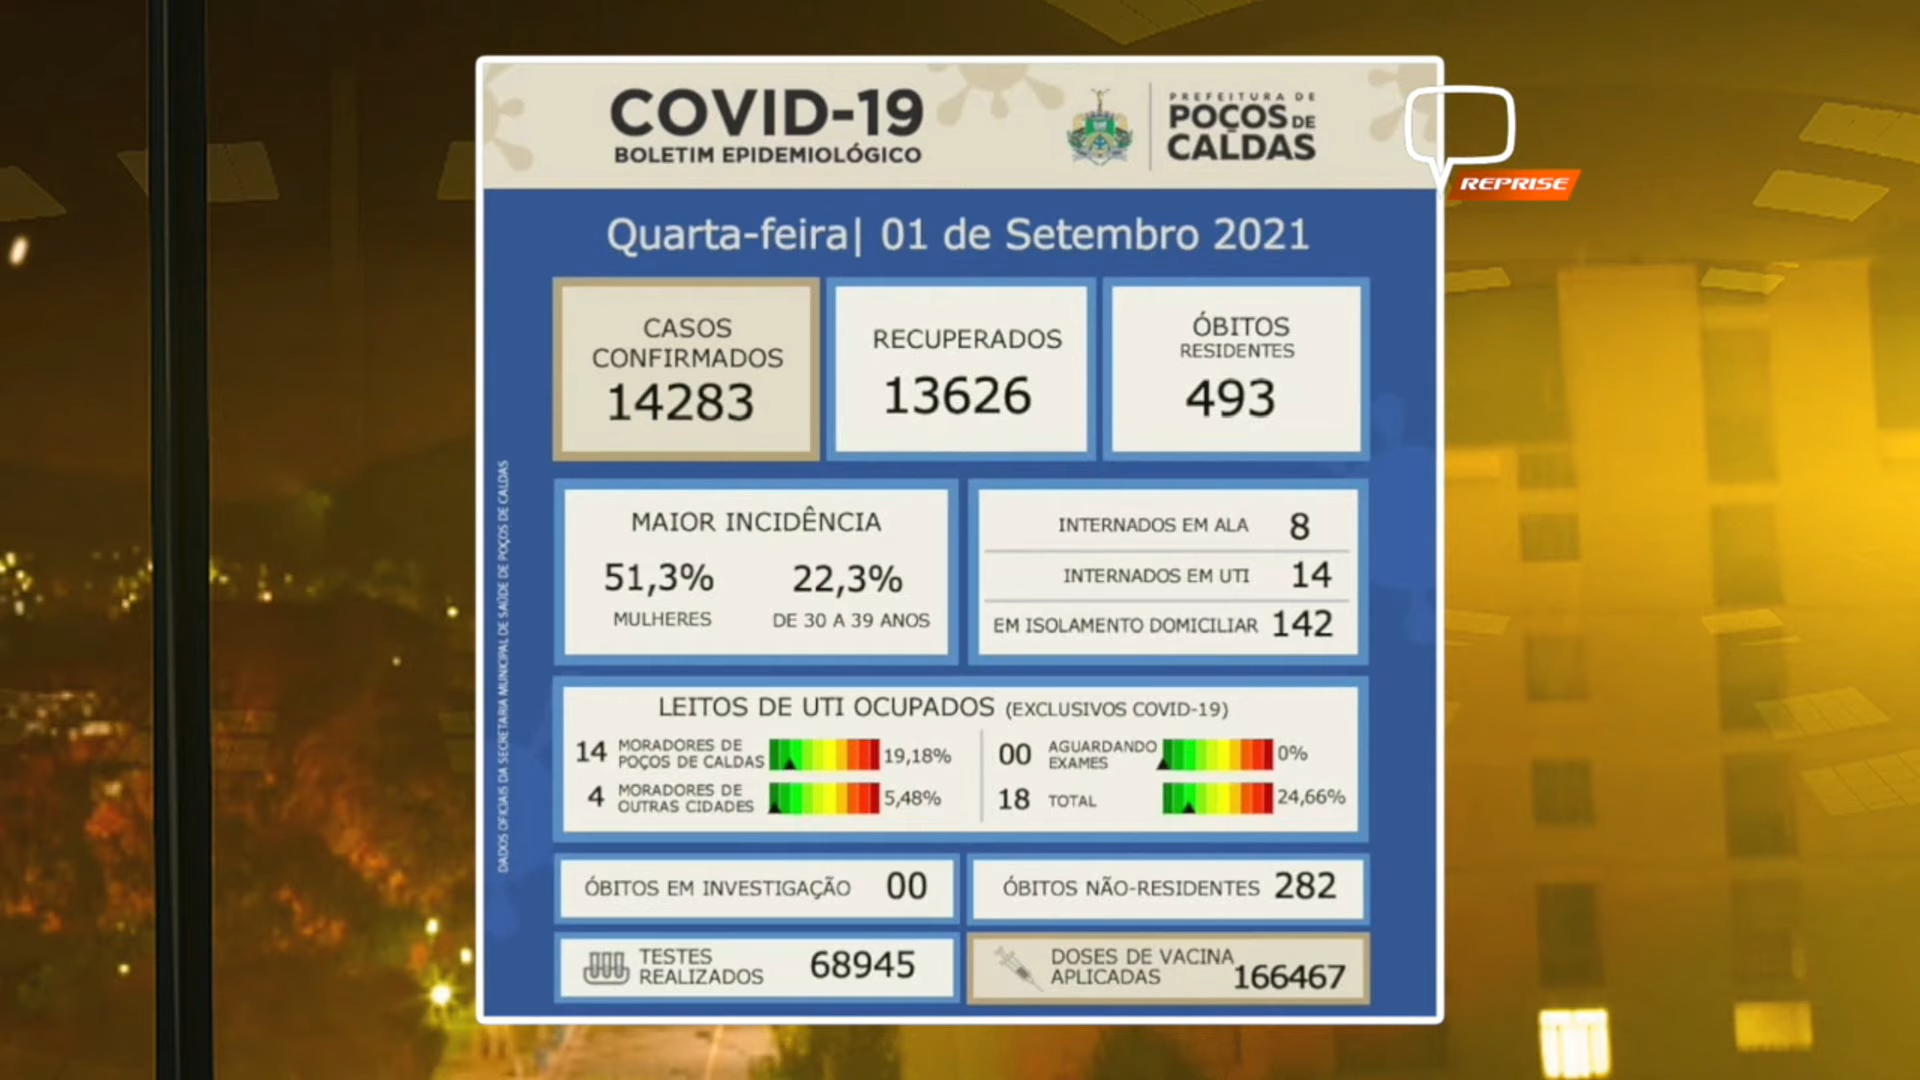 COVID-19
BOLETIM EPIDEMIOLÓGICO
PREFEITURA DE
POÇOS DE
CALDAS
REPRISE
Quarta-feira| 01 de Setembro 2021
CASOS
CONFIRMADOS
14283
RECUPERADOS
13626
ÓBITOS
RESIDENTES
493
MAIOR INCIDÊNCIA
51,3%
MULHERES
22,3%
DE 30 A 39 ANOS
INTERNADOS EM ALA 8
INTERNADOS EM UTI 14
EM ISOLAMENTO DOMICILIAR 142
LEITOS DE UTI OCUPADOS (EXCLUSIVOS COVID-19)
14 MORADORES DE
POÇOS DE CALDAS 19,18%
4 MORADORES DE
OUTRAS CIDADES 5,48%
00 AGUARDANDO
EXAMES 0%
18 TOTAL 24,66%
ÓBITOS EM INVESTIGAÇÃO 00
ÓBITOS NÃO-RESIDENTES 282
TESTES
REALIZADOS 68945
DOSES DE VACINA
APLICADAS 166467
DADOS OFICIAIS DA SECRETARIA MUNICIPAL DE SAÚDE DE POÇOS DE CALDAS